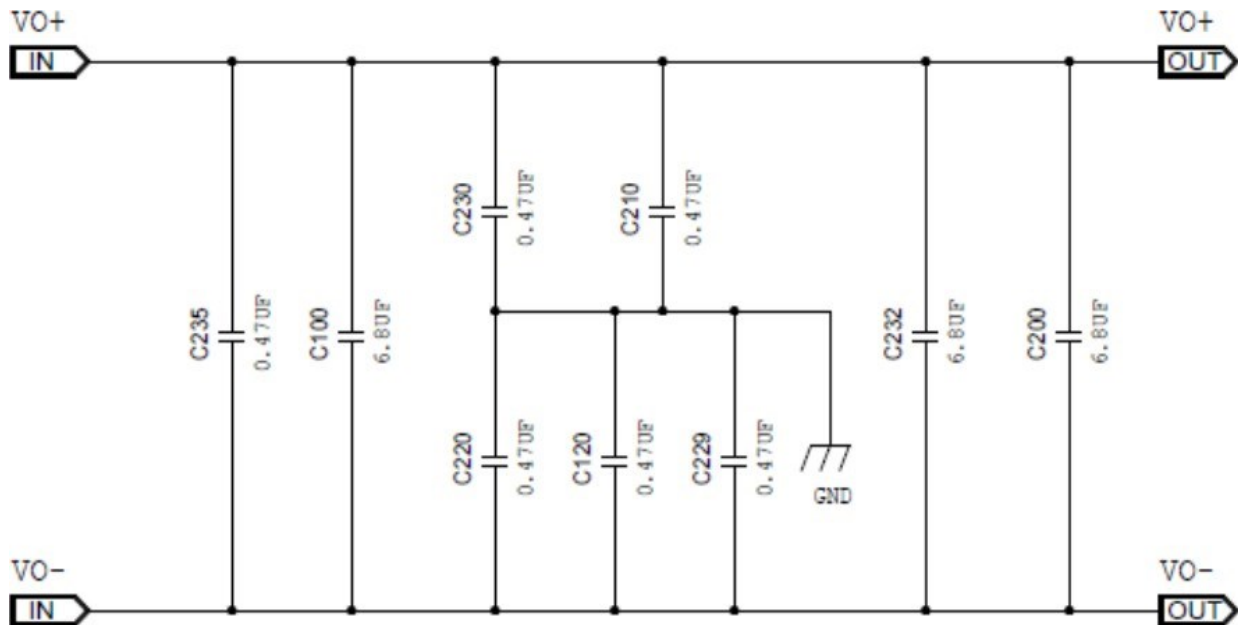 VO+
VO+
IN
OUT
C230
0.47UF
C210
0.47UF
C235
0.47UF
C100
6.8UF
C232
6.8UF
C200
6.8UF
C220
0.47UF
C120
0.47UF
C229
0.47UF
GND
VO-
VO-
IN
OUT